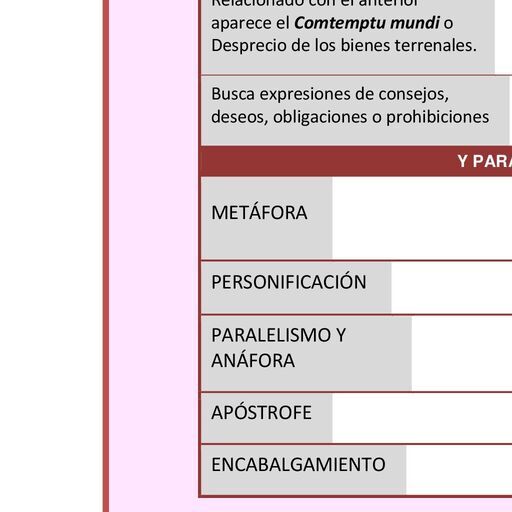 Relacionado con el anterior
aparece el Comtemptu mundi o
Desprecio de los bienes terrenales.
Busca expresiones de consejos,
deseos, obligaciones o prohibiciones
Y PARA
METÁFORA
PERSONIFICACIÓN
PARALELISMO Y
ANÁFORA
APÓSTROFE
ENCABALGAMIENTO